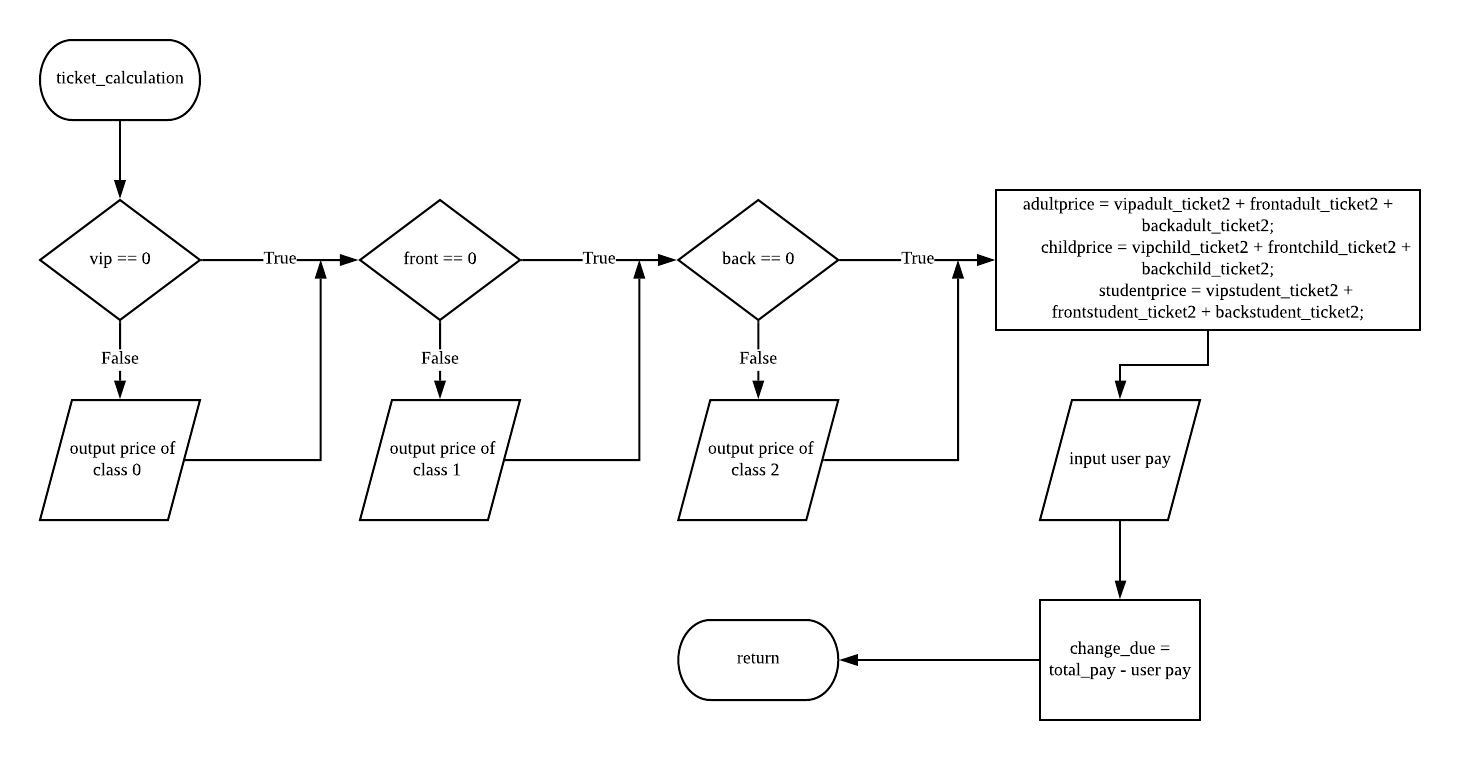 ticket_calculation
vip == 0
True
False
output price of
class 0
front == 0
True
False
output price of
class 1
back == 0
True
False
output price of
class 2
adultprice = vipadult_ticket2 + frontadult_ticket2 +
backadult_ticket2;
childprice = vipchild_ticket2 + frontchild_ticket2 +
backchild_ticket2;
studentprice = vipstudent_ticket2 +
frontstudent_ticket2 + backstudent_ticket2;
input user pay
change_due =
total_pay - user pay
return